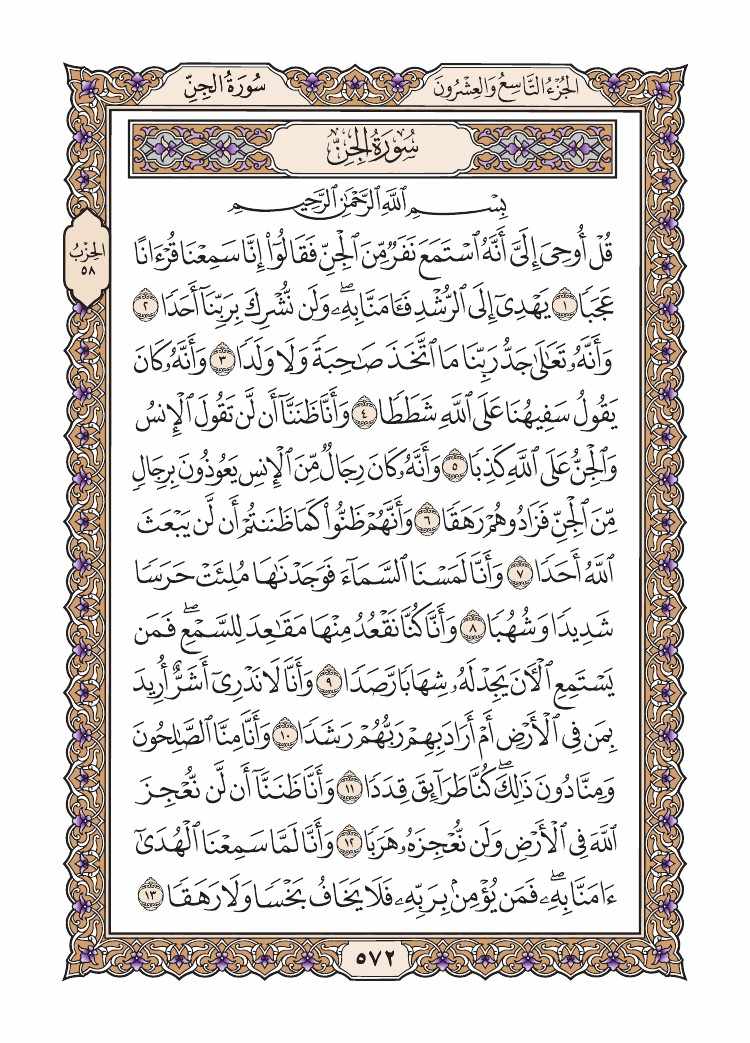 الجُزْءُ التَّاسِعُ وَالعِشْرُونَ
سُورَةُ الجِنِّ
سُورَةُ الجِنِّ
بِسْمِ ٱللَّهِ ٱلرَّحْمَٰنِ ٱلرَّحِيمِ
قُلْ أُوحِىَ إِلَىَّ أَنَّهُ ٱسْتَمَعَ نَفَرٌ مِّنَ ٱلْجِنِّ فَقَالُوٓا۟ إِنَّا سَمِعْنَا قُرْءَانًا
عَجَبًا ١ يَهْدِىٓ إِلَى ٱلرُّشْدِ فَـَٔامَنَّا بِهِۦ ۖ وَلَن نُّشْرِكَ بِرَبِّنَآ أَحَدًا ٢
وَأَنَّهُۥ تَعَٰلَىٰ جَدُّ رَبِّنَا مَا ٱتَّخَذَ صَٰحِبَةً وَلَا وَلَدًا ٣ وَأَنَّهُۥ كَانَ
يَقُولُ سَفِيهُنَا عَلَى ٱللَّهِ شَطَطًا ٤ وَأَنَّا ظَنَنَّآ أَن لَّن تَقُولَ ٱلْإِنسُ
وَٱلْجِنُّ عَلَى ٱللَّهِ كَذِبًا ٥ وَأَنَّهُۥ كَانَ رِجَالٌ مِّنَ ٱلْإِنسِ يَعُوذُونَ بِرِجَالٍ
مِّنَ ٱلْجِنِّ فَزَادُوهُمْ رَهَقًا ٦ وَأَنَّهُمْ ظَنُّوا۟ كَمَا ظَنَنتُمْ أَن لَّن يَبْعَثَ
ٱللَّهُ أَحَدًا ٧ وَأَنَّا لَمَسْنَا ٱلسَّمَآءَ فَوَجَدْنَٰهَا مُلِئَتْ حَرَسًا
شَدِيدًا وَشُهُبًا ٨ وَأَنَّا كُنَّا نَقْعُدُ مِنْهَا مَقَٰعِدَ لِلسَّمْعِ ۖ فَمَن
يَسْتَمِعِ ٱلْـَٔانَ يَجِدْ لَهُۥ شِهَابًا رَّصَدًا ٩ وَأَنَّا لَا نَدْرِىٓ أَشَرٌّ أُرِيدَ
بِمَن فِى ٱلْأَرْضِ أَمْ أَرَادَ بِهِمْ رَبُّهُمْ رَشَدًا ١٠ وَأَنَّا مِنَّا ٱلصَّٰلِحُونَ
وَمِنَّا دُونَ ذَٰلِكَ ۖ كُنَّا طَرَآئِقَ قِدَدًا ١١ وَأَنَّا ظَنَنَّآ أَن لَّن نُّعْجِزَ
ٱللَّهَ فِى ٱلْأَرْضِ وَلَن نُّعْجِزَهُۥ هَرَبًا ١٢ وَأَنَّا لَمَّا سَمِعْنَا ٱلْهُدَىٰٓ
ءَامَنَّا بِهِۦ ۖ فَمَن يُؤْمِنۢ بِرَبِّهِۦ فَلَا يَخَافُ بَخْسًا وَلَا رَهَقًا ١٣
الحِزْبُ
٥٨
٥٧٢